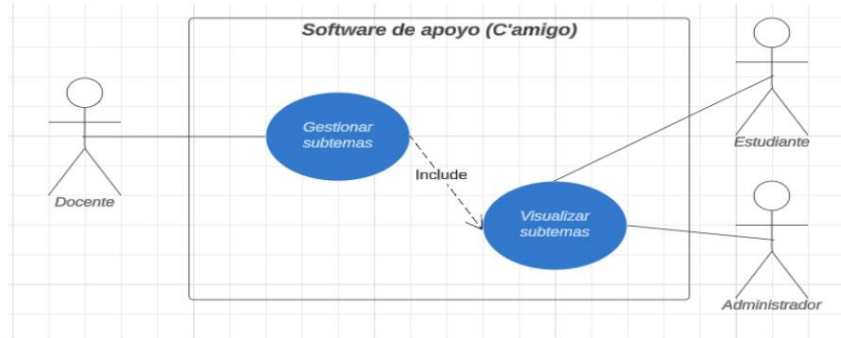 Software de apoyo (C'amigo)
Gestionar
subtemas
Include
Visualizar
subtemas
Docente
Estudiante
Administrador